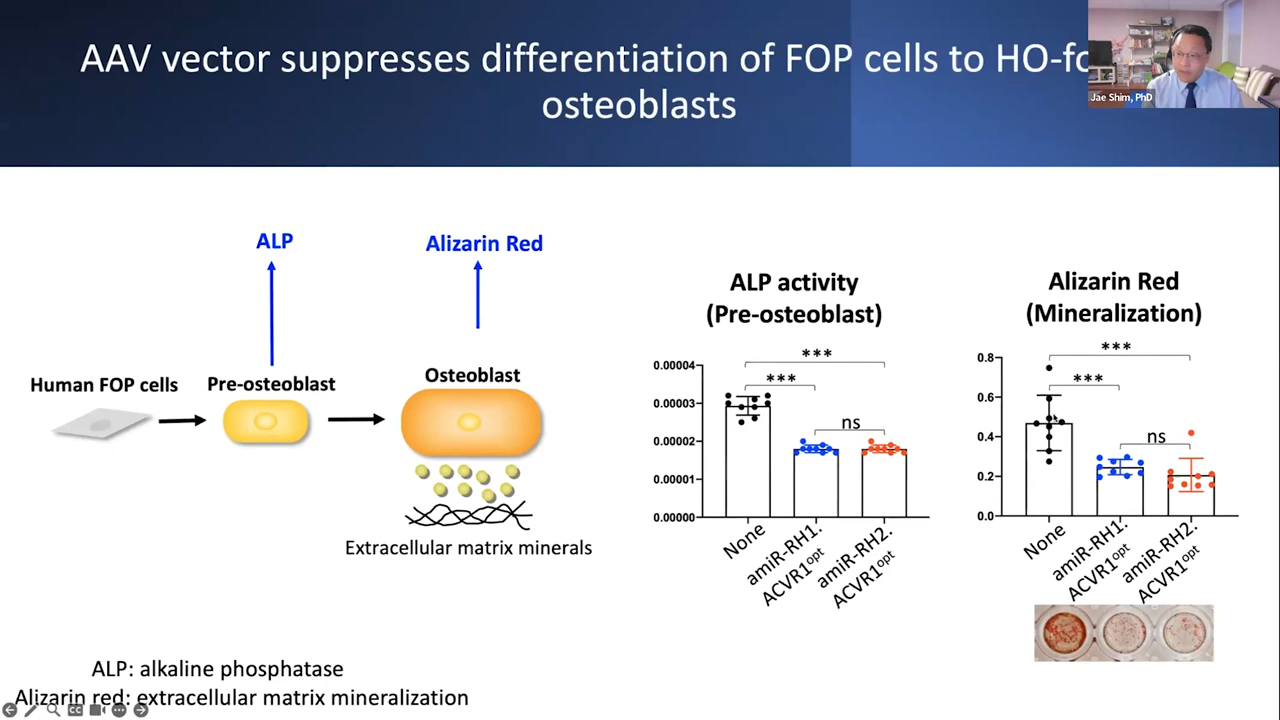 AAV vector suppresses differentiation of FOP cells to HO-fo
osteoblasts
Jae Shim, PhD
ALP
Alizarin Red
Human FOP cells
Pre-osteoblast
Osteoblast
Extracellular matrix minerals
ALP: alkaline phosphatase
Alizarin red: extracellular matrix mineralization
ALP activity
(Pre-osteoblast)
***
***
ns
0.00004
0.00003
0.00002
0.00001
0.00000
None
amiR-RH1.
ACVR1opt
amiR-RH2.
ACVR1opt
Alizarin Red
(Mineralization)
***
***
ns
0.8
0.6
0.4
0.2
0.0
None
amiR-RH1.
ACVR1opt
amiR-RH2.
ACVR1opt
CC